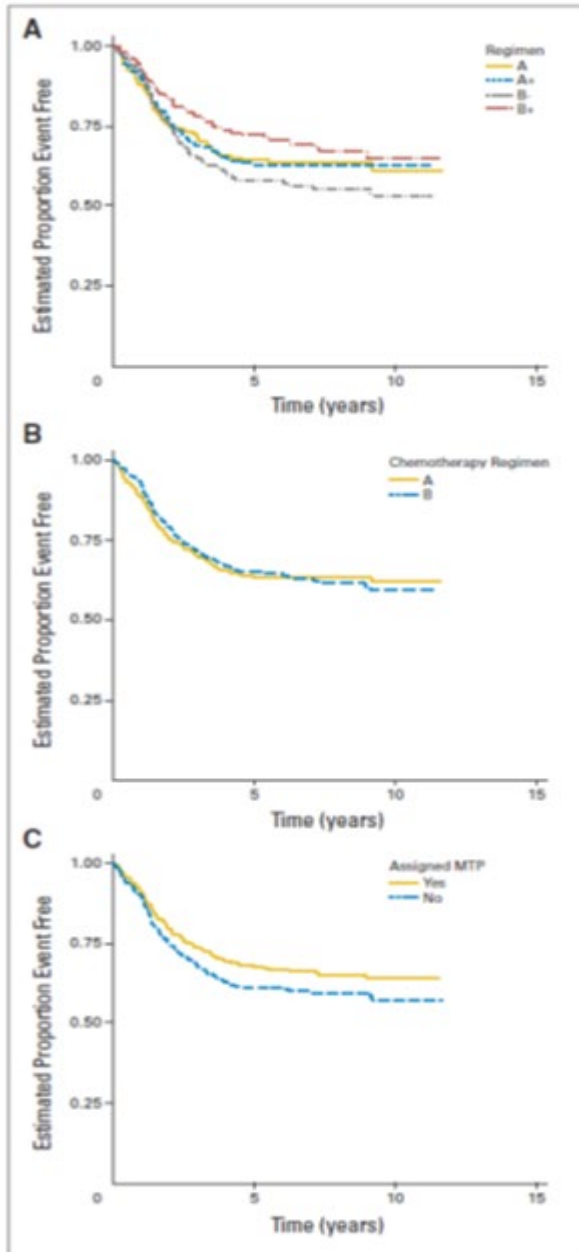 A
Estimated Proportion Event Free
1.00
0.75
0.50
0.25
0
5
10
15
Time (years)
Regimen
A
A+
B-
B+
B
Estimated Proportion Event Free
1.00
0.75
0.50
0.25
0
5
10
15
Time (years)
Chemotherapy Regimen
A
B
C
Estimated Proportion Event Free
1.00
0.75
0.50
0.25
0
5
10
15
Time (years)
Assigned MTP
Yes
No